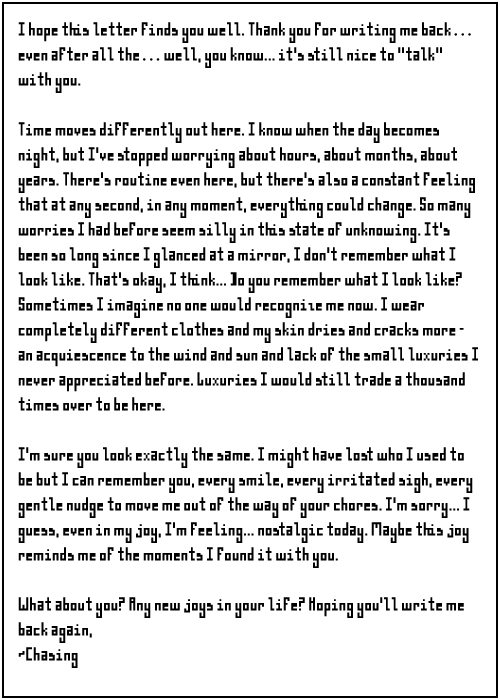 I hope this letter finds you well. Thank you for writing me back...
even after all the... well, you know... it's still nice to "talk"
with you.
Time moves differently out here. I know when the day becomes
night, but I've stopped worrying about hours, about months, about
years. There's routine even here, but there's also a constant feeling
that at any second, in any moment, everything could change. So many
worries I had before seem silly in this state of unknowing. It's
been so long since I glanced at a mirror, I don't remember what I
look like. That's okay, I think... Do you remember what I look like?
Sometimes I imagine no one would recognize me now. I wear
completely different clothes and my skin dries and cracks more -
an acquiescence to the wind and sun and lack of the small luxuries I
never appreciated before. Luxuries I would still trade a thousand
times over to be here.
I'm sure you look exactly the same. I might have lost who I used to
be but I can remember you, every smile, every irritated sigh, every
gentle nudge to move me out of the way of your chores. I'm sorry... I
guess, even in my joy, I'm feeling... nostalgic today. Maybe this joy
reminds me of the moments I found it with you.
What about you? Any new joys in your life? Hoping you'll write me
back again,
~Chasing